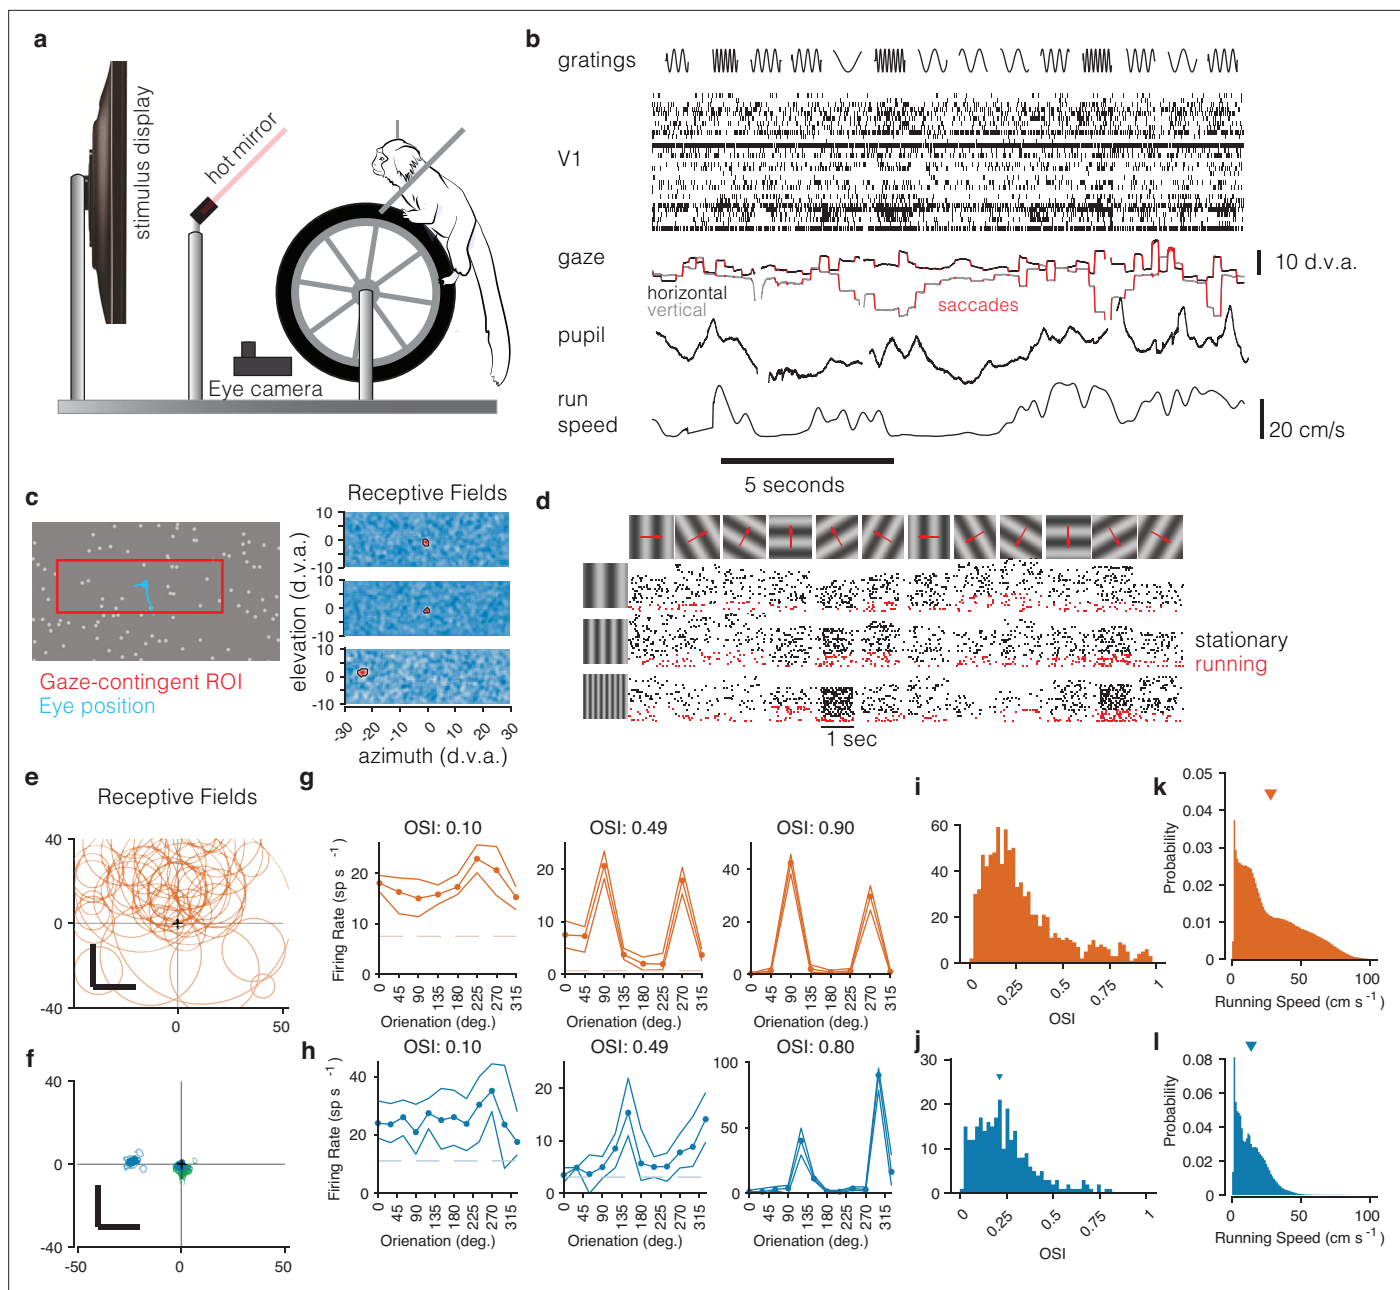 a
stimulus display
hot mirror
Eye camera
b
gratings
V1
gaze
10 d.v.a.
horizontal
vertical
saccades
pupil
run
speed
20 cm/s
5 seconds
c
Gaze-contingent ROI
Eye position
Receptive Fields
elevation (d.v.a.)
10
0
-10
10
0
-10
10
0
-10
-30
-20
-10
0
10
20
30
azimuth (d.v.a.)
d
stationary
running
1 sec
e
Receptive Fields
40
0
-40
0
50
f
40
0
-40
-50
0
50
g
OSI: 0.10
OSI: 0.49
OSI: 0.90
Firing Rate (sp s -1)
20
10
0
20
10
0
60
40
20
0
0 45 90 135 180 225 270 315
0 45 90 135 180 225 270 315
0 45 90 135 180 225 270 315
Orienation (deg.)
Orienation (deg.)
Orienation (deg.)
h
OSI: 0.10
OSI: 0.49
OSI: 0.80
Firing Rate (sp s -1)
40
20
0
20
10
0
100
50
0
0 45 90 135 180 225 270 315
0 45 90 135 180 225 270 315
0 45 90 135 180 225 270 315
Orienation (deg.)
Orienation (deg.)
Orienation (deg.)
i
60
40
20
0
0
0.25
0.5
0.75
1
OSI
j
30
20
10
0
0
0.25
0.5
0.75
1
OSI
k
Probability
0.05
0.04
0.03
0.02
0.01
0
0 50 100
Running Speed (cm s -1)
l
Probability
0.08
0.06
0.04
0.02
0
0 50 100
Running Speed (cm s -1)